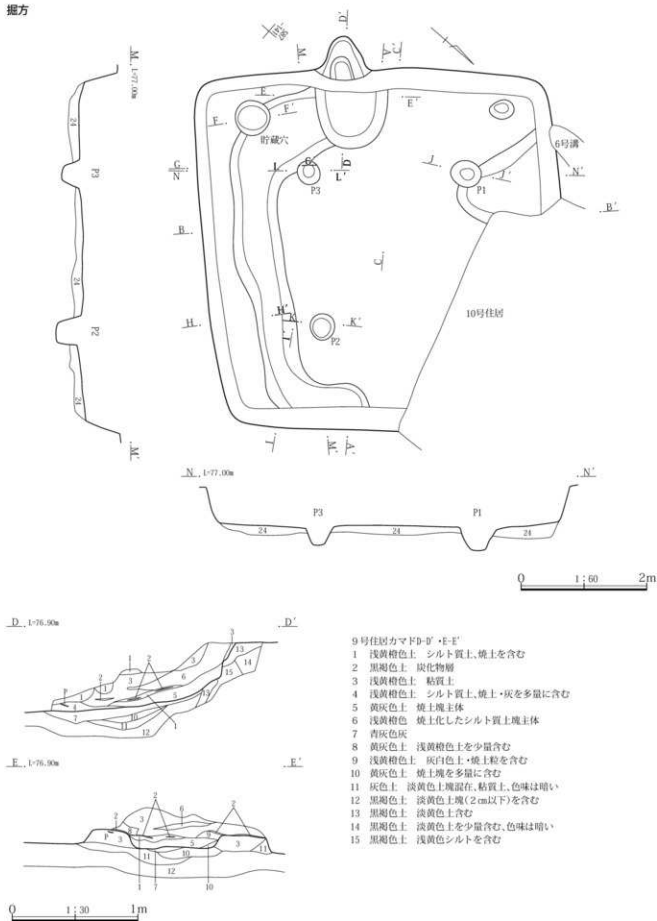 掘方
M L=77.00m
24
P3
24
P2
24
M′
D′
M
A
C
E
E′
F
F′
貯蔵穴
6号溝
G
N
L
G′
D
L′
P3
J
J′
P1
N′
B
B′
C′
10号住居
H
H′
K
K′
I′
P2
I
M′
A′
N L=77.00m
N′
P3
P1
24
24
24
0 1:60 2m
D L=76.90m
D′
E L=76.90m
E′
0 1:30 1m
9号住居カマドD-D′・E-E′
1 浅黄橙色土 シルト質土、焼土を含む
2 黒褐色土 炭化物層
3 浅黄橙色土 粘質土
4 浅黄橙色土 シルト質土、焼土・灰を多量に含む
5 黄灰色土 焼土塊主体
6 浅黄橙色 焼土化したシルト質土塊主体
7 青灰色灰
8 黄灰色土 浅黄橙色土を少量含む
9 浅黄橙色土 灰白色土・焼土粒を含む
10 黄灰色土 焼土塊を多量に含む
11 灰色土 淡黄色土塊混在、粘質土、色味は暗い
12 黒褐色土 淡黄色土塊(2㎝以下)を含む
13 黒褐色土 淡黄色土含む
14 黒褐色土 淡黄色土を少量含む、色味は暗い
15 黒褐色土 浅黄色シルトを含む